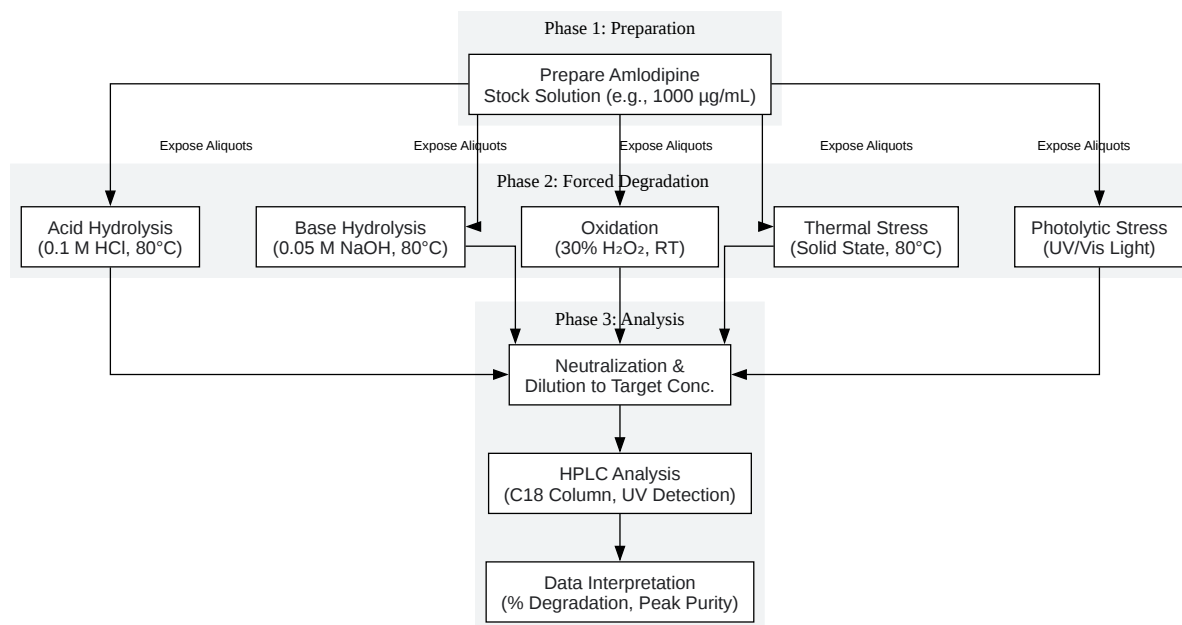 Phase 1: Preparation
Prepare Amlodipine
Stock Solution (e.g., 1000 µg/mL)
Expose Aliquots
Expose Aliquots
Expose Aliquots
Expose Aliquots
Expose Aliquots
Phase 2: Forced Degradation
Acid Hydrolysis
(0.1 M HCl, 80°C)
Base Hydrolysis
(0.05 M NaOH, 80°C)
Oxidation
(30% H₂O₂, RT)
Thermal Stress
(Solid State, 80°C)
Photolytic Stress
(UV/Vis Light)
Phase 3: Analysis
Neutralization &
Dilution to Target Conc.
HPLC Analysis
(C18 Column, UV Detection)
Data Interpretation
(% Degradation, Peak Purity)